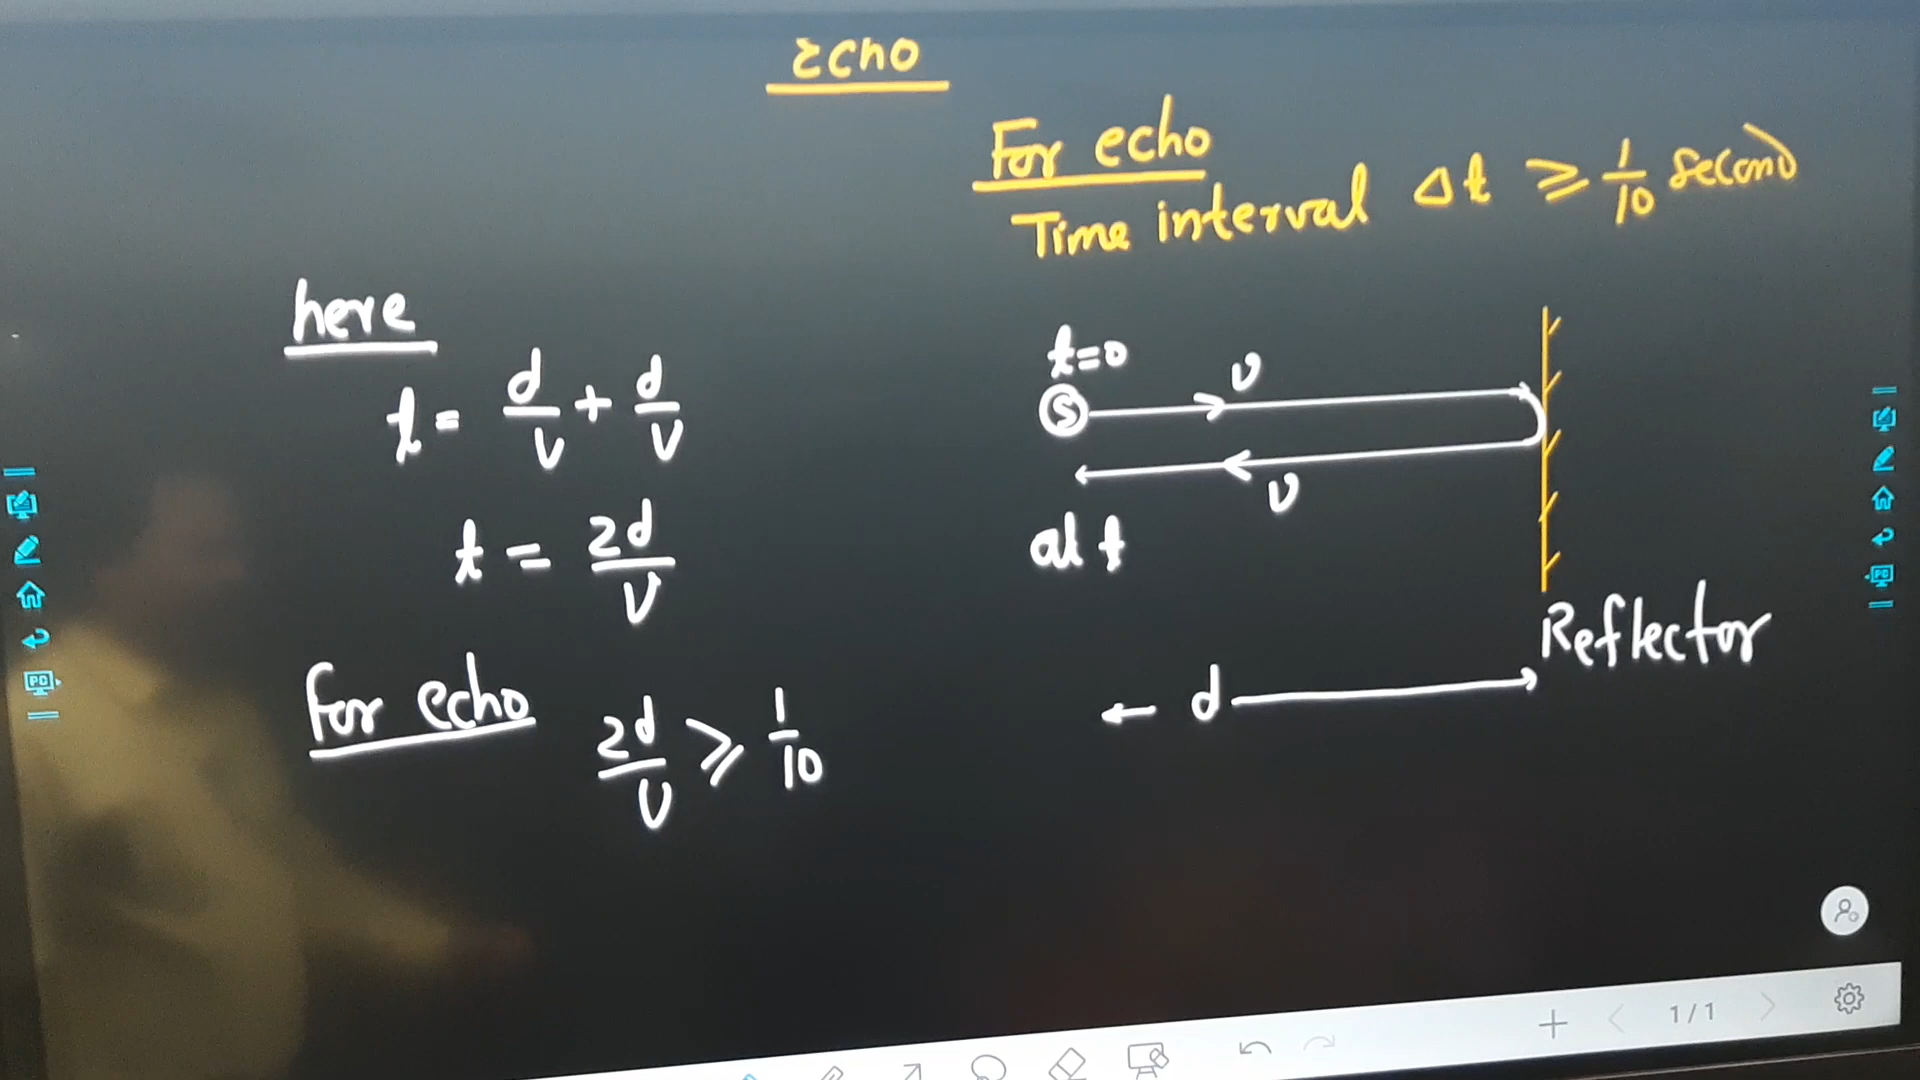 Echo
For echo
Time interval Δt ⩾ 1/10 second
here
t = d/v + d/v
t = 2d/v
For echo 2d/v ⩾ 1/10
t=0
S
v
v
at t
Reflector
d
1/1